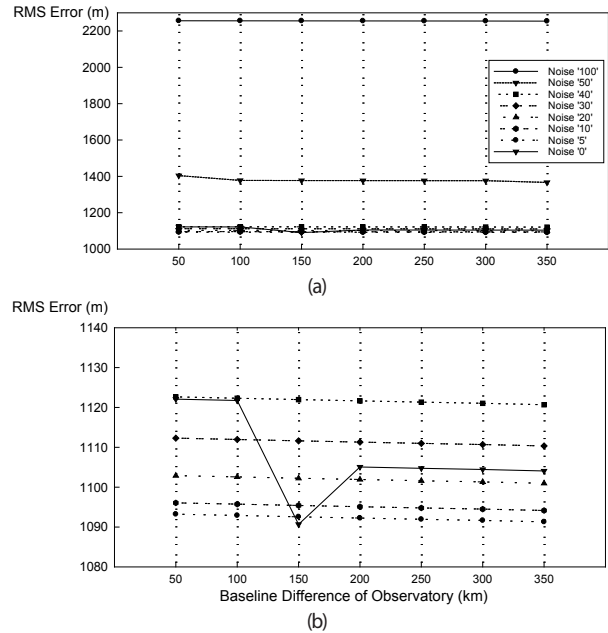 RMS Error (m)
2200
2000
1800
1600
1400
1200
1000
50 100 150 200 250 300 350
Noise '100'
Noise '50'
Noise '40'
Noise '30'
Noise '20'
Noise '10'
Noise '5'
Noise '0'
(a)
RMS Error (m)
1140
1130
1120
1110
1100
1090
1080
50 100 150 200 250 300 350
Baseline Difference of Observatory (km)
(b)